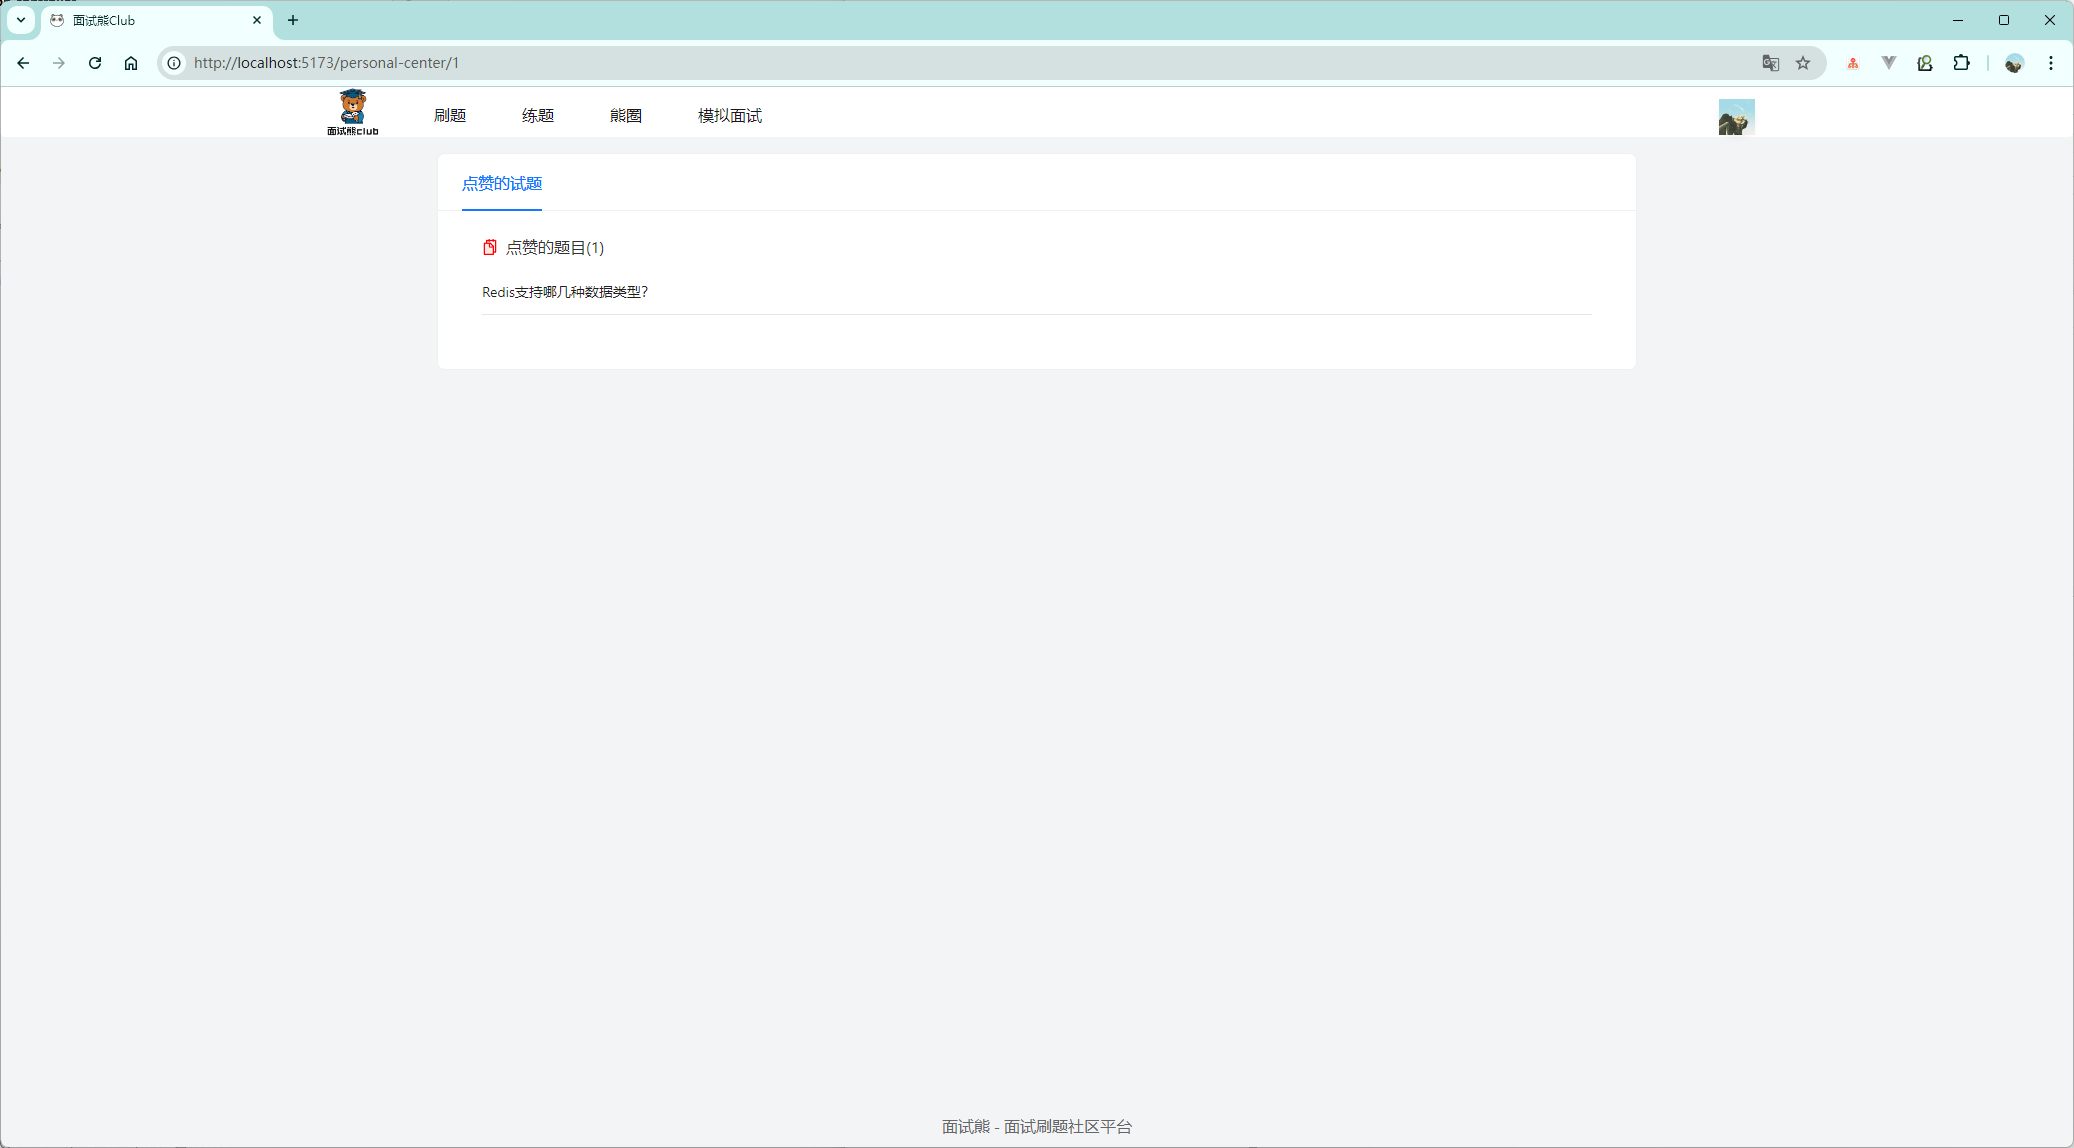 面试熊Club
http://localhost:5173/personal-center/1
面试熊club
刷题 练题 熊圈 模拟面试
点赞的试题
点赞的题目(1)
Redis支持哪几种数据类型?
面试熊 - 面试刷题社区平台